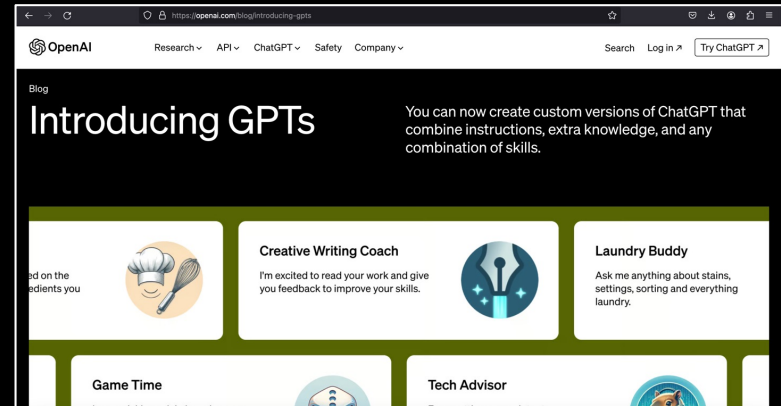 https://openai.com/blog/introducing-gpts
OpenAI Research API ChatGPT Safety Company Search Log in ↗ Try ChatGPT ↗
Blog
Introducing GPTs
You can now create custom versions of ChatGPT that
combine instructions, extra knowledge, and any
combination of skills.
ed on the
edients you
Creative Writing Coach
I'm excited to read your work and give
you feedback to improve your skills.
Laundry Buddy
Ask me anything about stains,
settings, sorting and everything
laundry.
Game Time
Tech Advisor